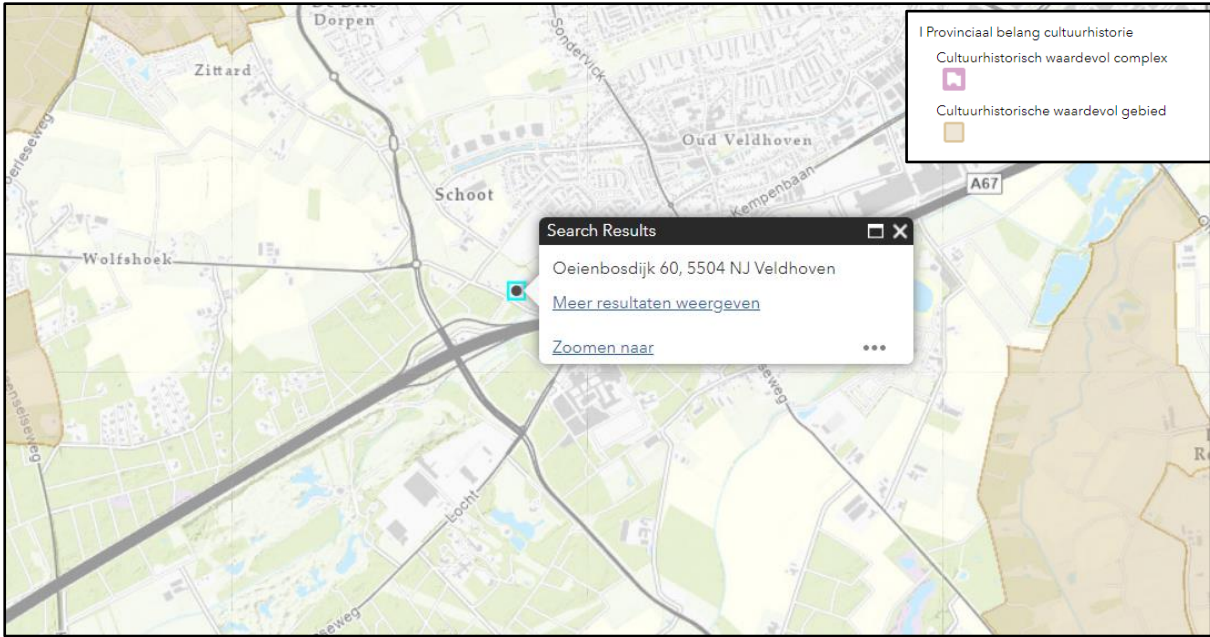 Dorpen
Zittard
Sondervick
Oud Veldhoven
Schoot
Kempenbaan
A67
Wolfshoek
Locht
I Provinciaal belang cultuurhistorie
Cultuurhistorisch waardevol complex
Cultuurhistorische waardevol gebied
Search Results
Oeienbosdijk 60, 5504 NJ Veldhoven
Meer resultaten weergeven
Zoomen naar